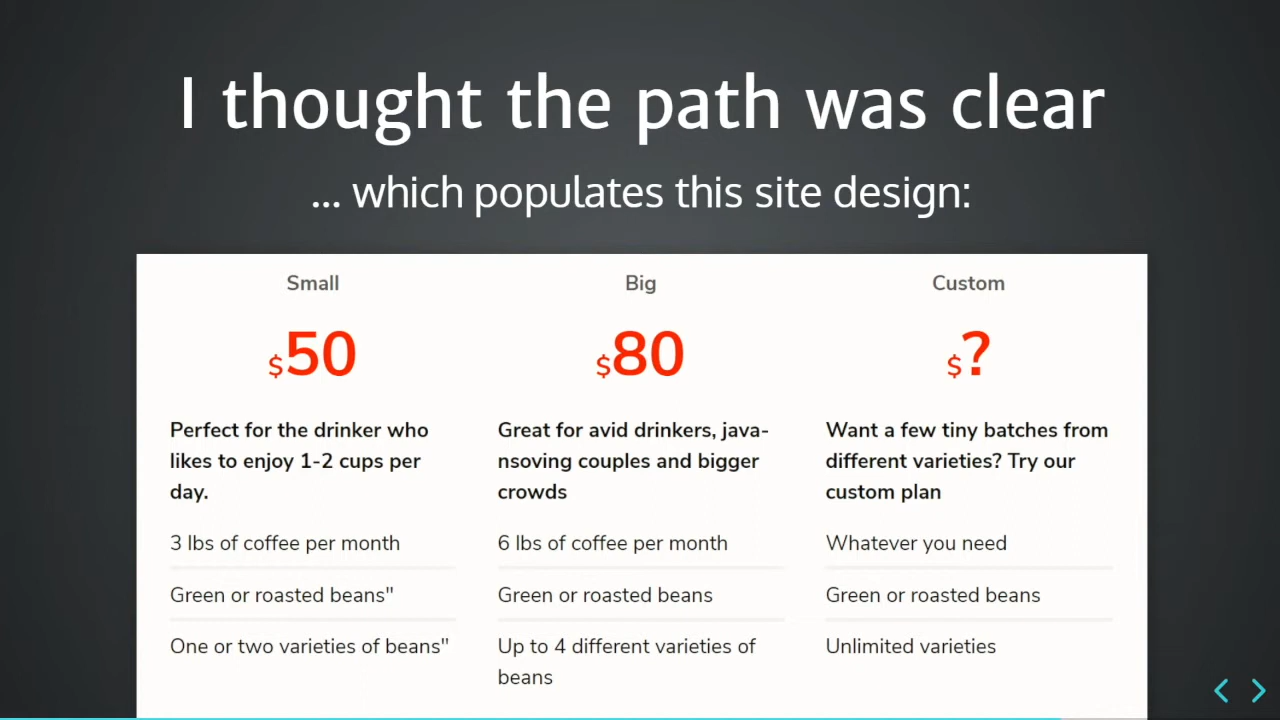 I thought the path was clear
... which populates this site design:
Small
$50
Perfect for the drinker who
likes to enjoy 1-2 cups per
day.
3 lbs of coffee per month
Green or roasted beans"
One or two varieties of beans"
Big
$80
Great for avid drinkers, java-
nsoving couples and bigger
crowds
6 lbs of coffee per month
Green or roasted beans
Up to 4 different varieties of
beans
Custom
$?
Want a few tiny batches from
different varieties? Try our
custom plan
Whatever you need
Green or roasted beans
Unlimited varieties